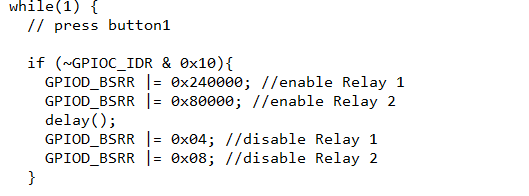 while(1) {
// press button1
if (~GPIOC_IDR & 0x10){
GPIOD_BSRR |= 0x240000; //enable Relay 1
GPIOD_BSRR |= 0x80000; //enable Relay 2
delay();
GPIOD_BSRR |= 0x04; //disable Relay 1
GPIOD_BSRR |= 0x08; //disable Relay 2
}